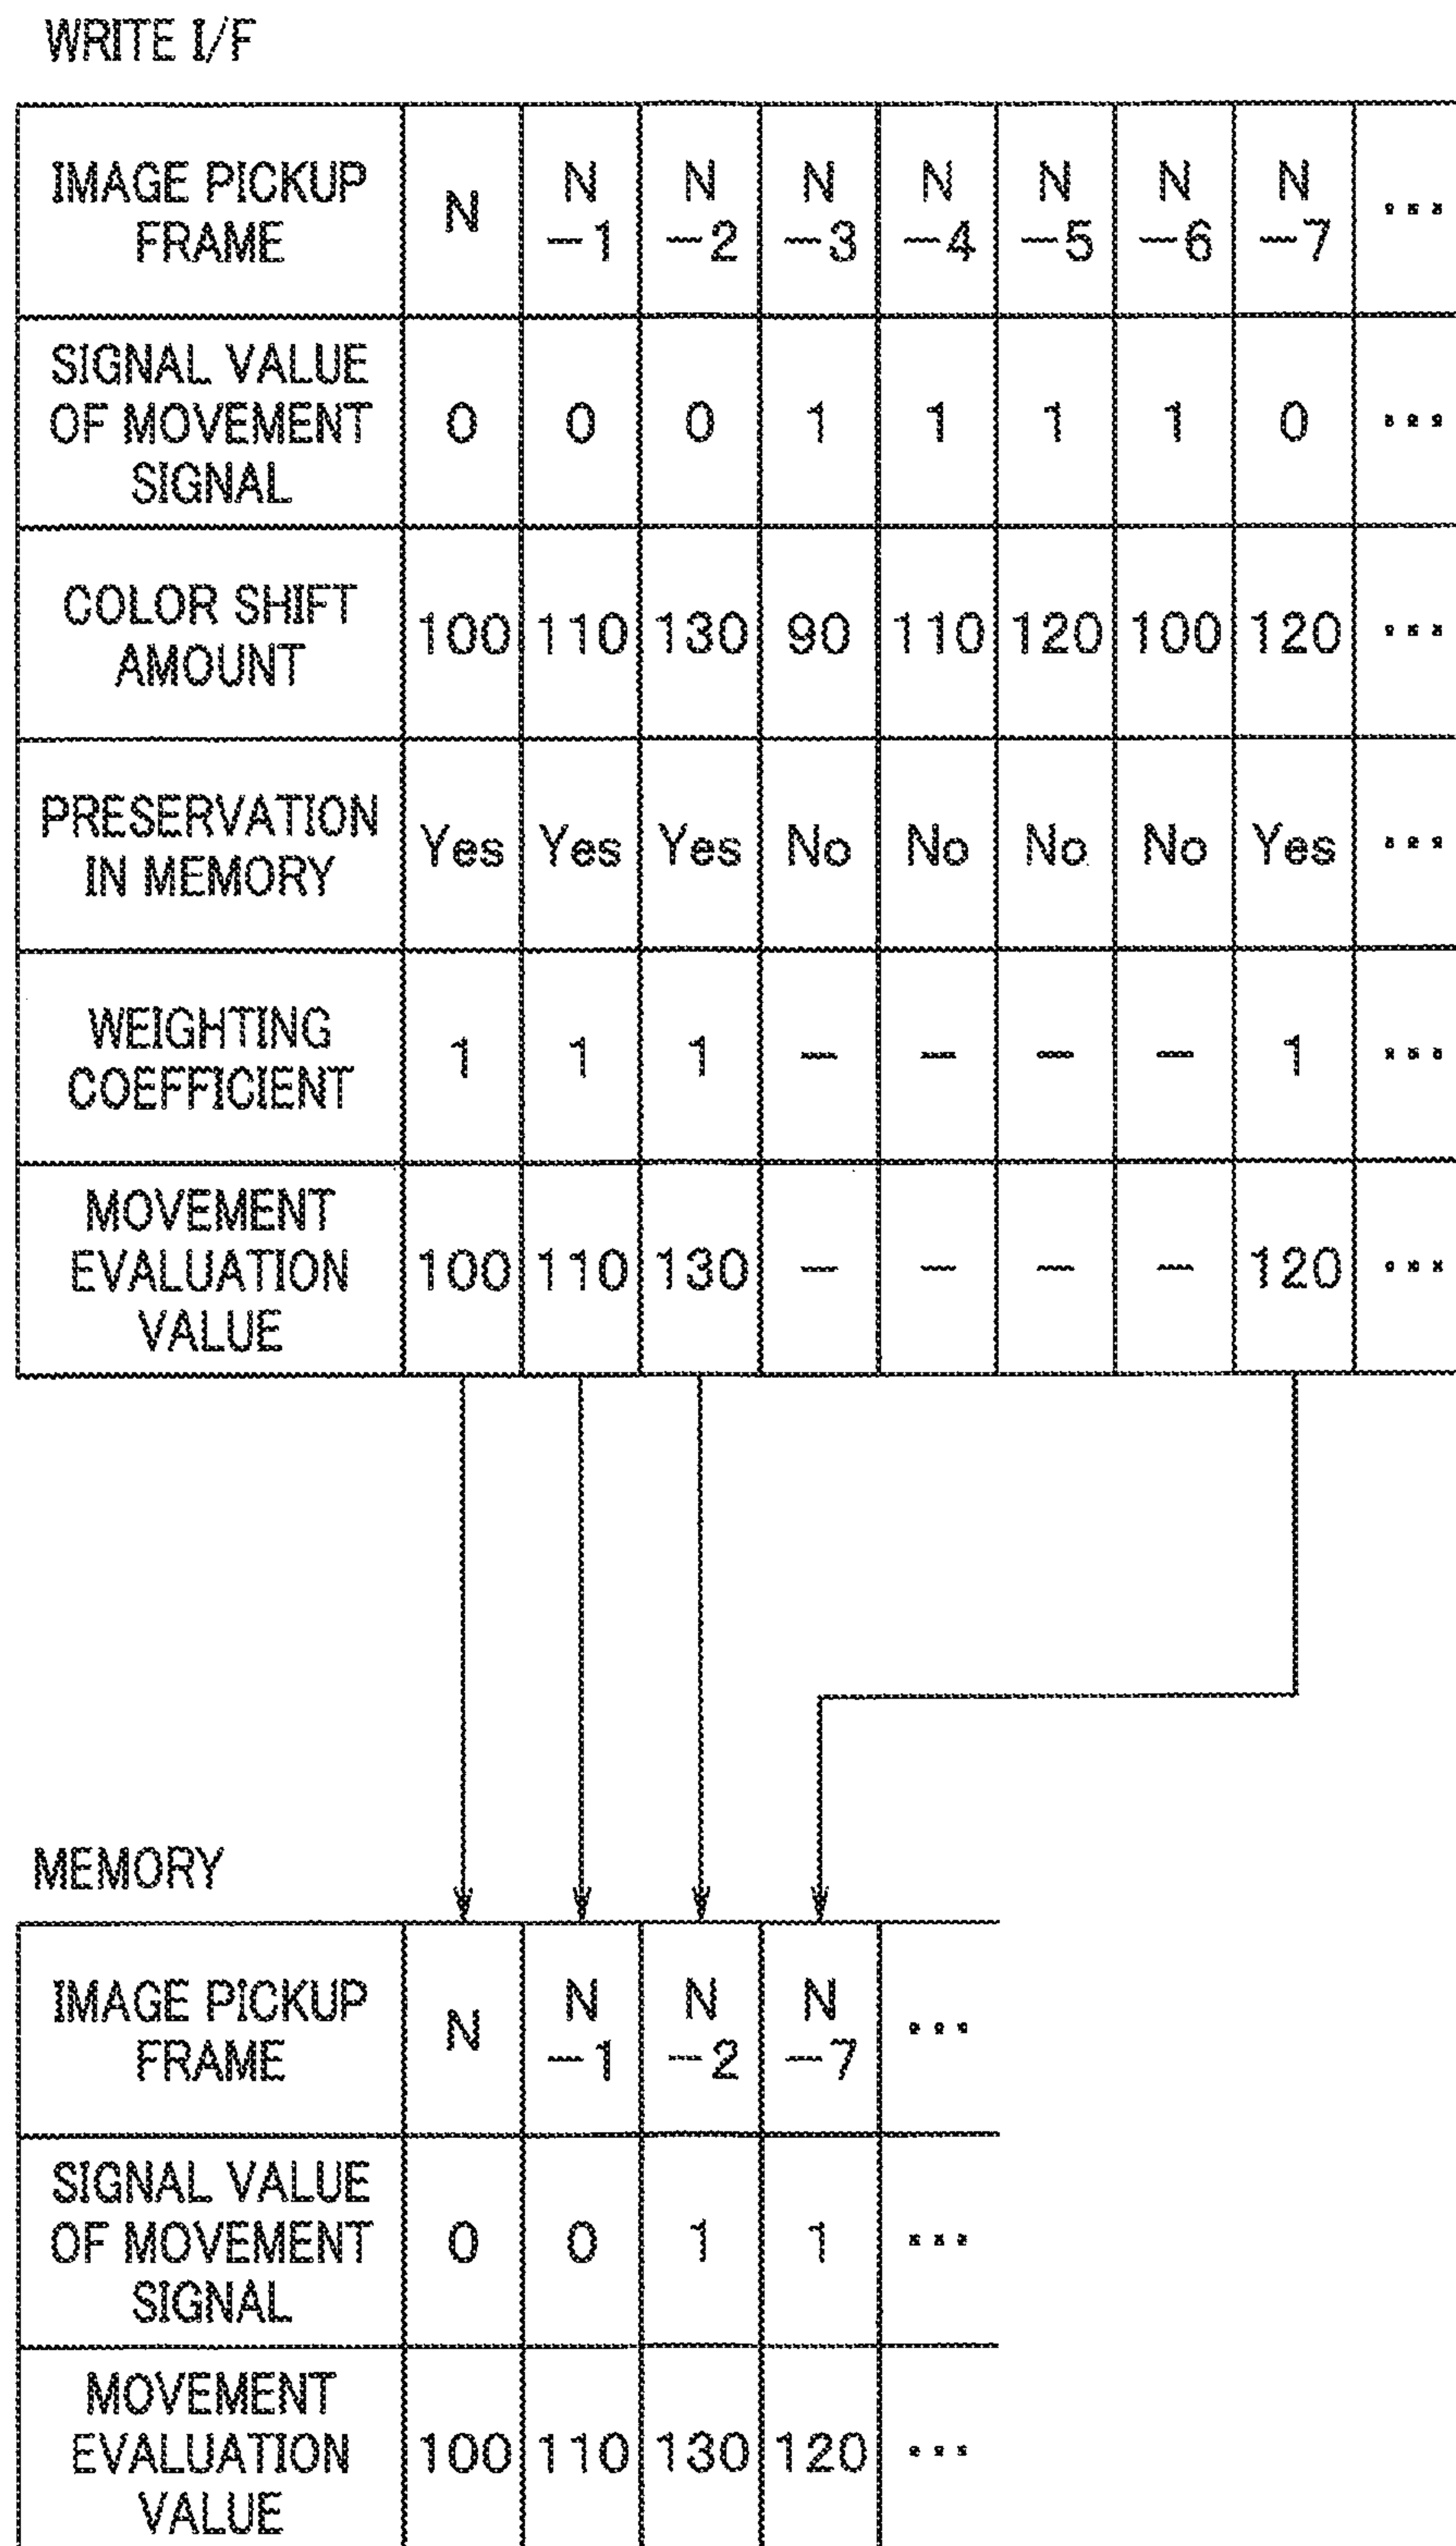 WRITE I/F
IMAGE PICKUP
FRAME
N
N
-1
N
-2
N
-3
N
-4
N
-5
N
-6
N
-7
...
SIGNAL VALUE
OF MOVEMENT
SIGNAL
0 0 0 1 1 1 1 0 ...
COLOR SHIFT
AMOUNT
100 110 130 90 110 120 100 120 ...
PRESERVATION
IN MEMORY
Yes Yes Yes No No No No Yes ...
WEIGHTING
COEFFICIENT
1 1 1 - - - - 1 ...
MOVEMENT
EVALUATION
VALUE
100 110 130 - - - - 120 ...
MEMORY
IMAGE PICKUP
FRAME
N
N
-1
N
-2
N
-7
...
SIGNAL VALUE
OF MOVEMENT
SIGNAL
0 0 1 1 ...
MOVEMENT
EVALUATION
VALUE
100 110 130 120 ...